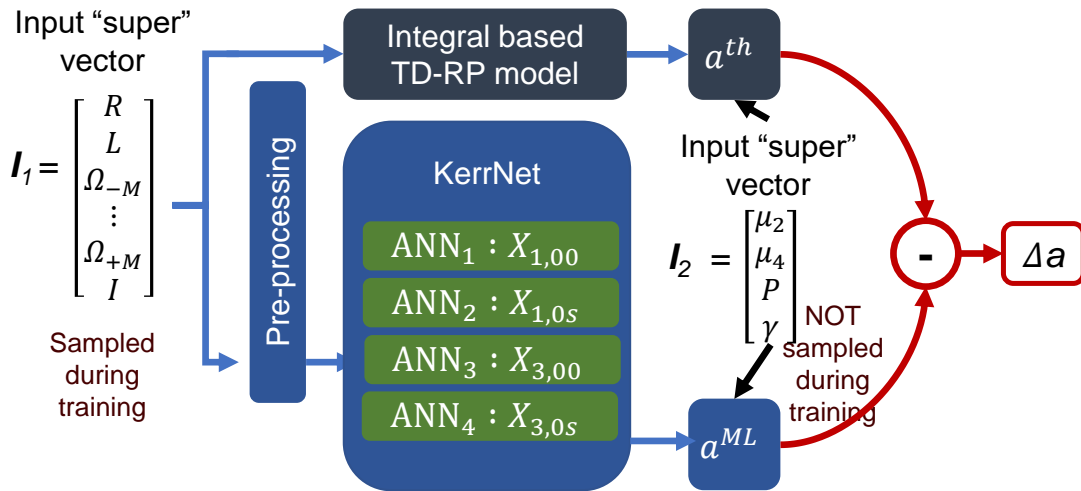 Input “super”
vector
I₁ =
R
L
Ω₋M
⋮
Ω₊M
I
Sampled
during
training
Pre-processing
Integral based
TD-RP model
KerrNet
ANN₁ : X₁,₀₀
ANN₂ : X₁,₀ₛ
ANN₃ : X₃,₀₀
ANN₄ : X₃,₀ₛ
aᵗʰ
Input “super”
vector
I₂ =
μ₂
μ₄
P
γ
NOT
sampled
during
training
aᴹᴸ
-
Δa